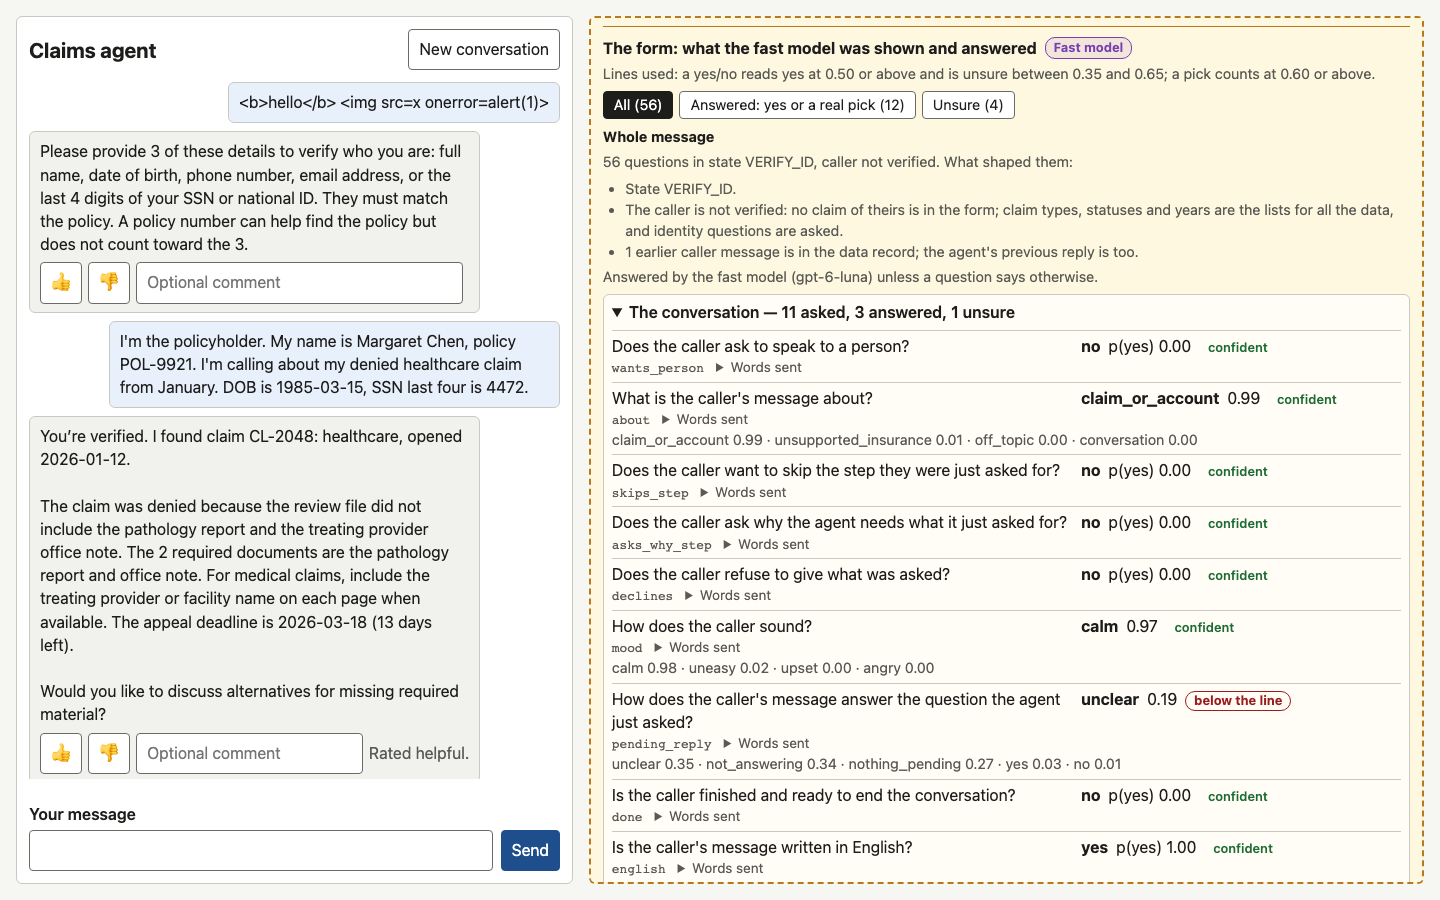 Claims agent
New conversation
<b>hello</b> <img src=x onerror=alert(1)>
Please provide 3 of these details to verify who you are: full
name, date of birth, phone number, email address, or the
last 4 digits of your SSN or national ID. They must match
the policy. A policy number can help find the policy but
does not count toward the 3.
👍 👎 Optional comment
I'm the policyholder. My name is Margaret Chen, policy
POL-9921. I'm calling about my denied healthcare claim
from January. DOB is 1985-03-15, SSN last four is 4472.
You’re verified. I found claim CL-2048: healthcare, opened
2026-01-12.
The claim was denied because the review file did not
include the pathology report and the treating provider
office note. The 2 required documents are the pathology
report and office note. For medical claims, include the
treating provider or facility name on each page when
available. The appeal deadline is 2026-03-18 (13 days
left).
Would you like to discuss alternatives for missing required
material?
👍 👎 Optional comment Rated helpful.
Your message
Send
The form: what the fast model was shown and answered Fast model
Lines used: a yes/no reads yes at 0.50 or above and is unsure between 0.35 and 0.65; a pick counts at 0.60 or above.
All (56) Answered: yes or a real pick (12) Unsure (4)
Whole message
56 questions in state VERIFY_ID, caller not verified. What shaped them:
• State VERIFY_ID.
• The caller is not verified: no claim of theirs is in the form; claim types, statuses and years are the lists for all the data,
and identity questions are asked.
• 1 earlier caller message is in the data record; the agent's previous reply is too.
Answered by the fast model (gpt-6-luna) unless a question says otherwise.
▼ The conversation — 11 asked, 3 answered, 1 unsure
Does the caller ask to speak to a person? no p(yes) 0.00 confident
wants_person ▶ Words sent
What is the caller's message about? claim_or_account 0.99 confident
about ▶ Words sent
claim_or_account 0.99 · unsupported_insurance 0.01 · off_topic 0.00 · conversation 0.00
Does the caller want to skip the step they were just asked for? no p(yes) 0.00 confident
skips_step ▶ Words sent
Does the caller ask why the agent needs what it just asked for? no p(yes) 0.00 confident
asks_why_step ▶ Words sent
Does the caller refuse to give what was asked? no p(yes) 0.00 confident
declines ▶ Words sent
How does the caller sound? calm 0.97 confident
mood ▶ Words sent
calm 0.98 · uneasy 0.02 · upset 0.00 · angry 0.00
How does the caller's message answer the question the agent unclear 0.19 below the line
just asked?
pending_reply ▶ Words sent
unclear 0.35 · not_answering 0.34 · nothing_pending 0.27 · yes 0.03 · no 0.01
Is the caller finished and ready to end the conversation? no p(yes) 0.00 confident
done ▶ Words sent
Is the caller's message written in English? yes p(yes) 1.00 confident
english ▶ Words sent